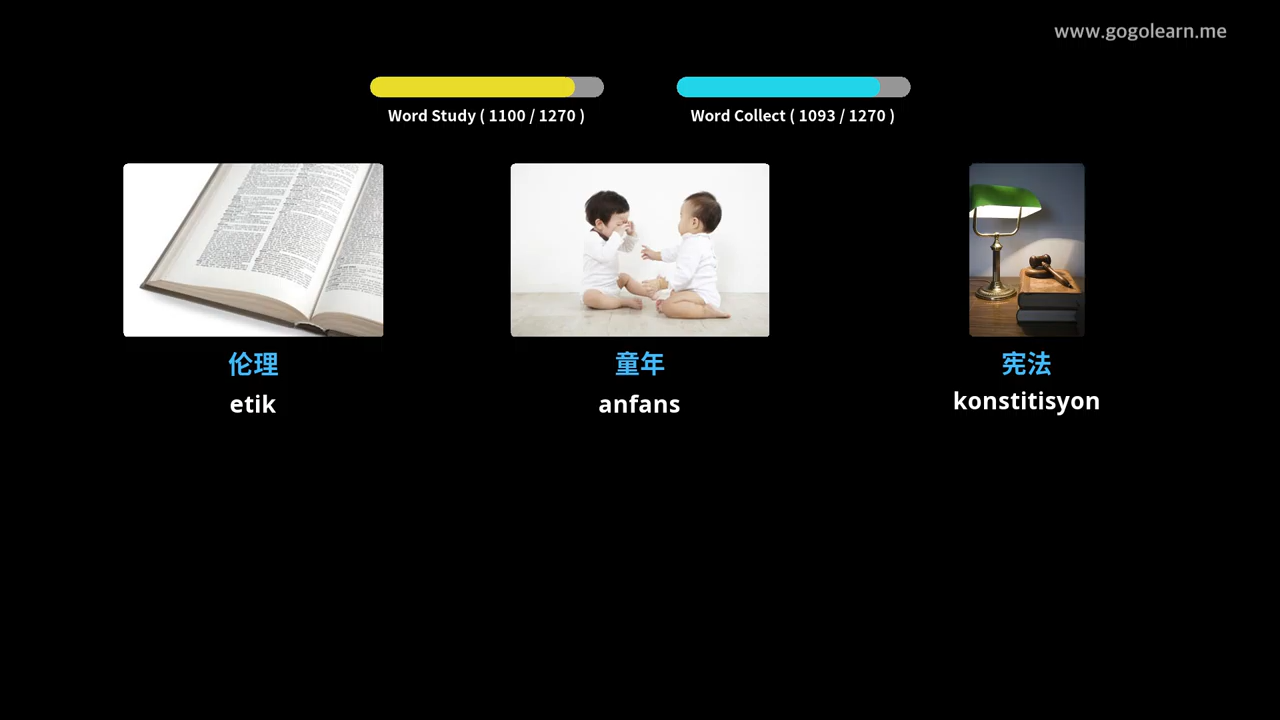 www.gogolearn.me
Word Study ( 1100 / 1270 )
Word Collect ( 1093 / 1270 )
伦理
etik
童年
anfans
宪法
konstitisyon